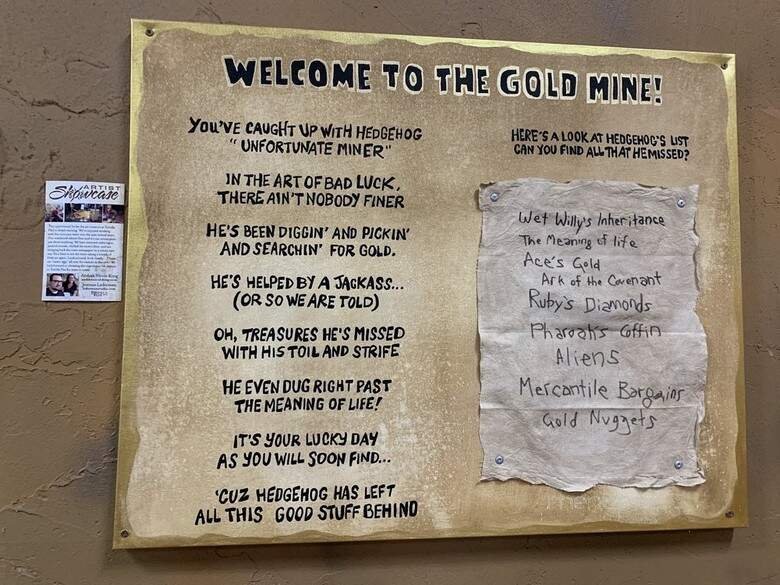 WELCOME TO THE GOLD MINE!
YOU'VE CAUGHT UP WITH HEDGEHOG
"UNFORTUNATE MINER"
IN THE ART OF BAD LUCK,
THERE AIN'T NOBODY FINER
HE'S BEEN DIGGIN' AND PICKIN'
AND SEARCHIN' FOR GOLD.
HE'S HELPED BY A JACKASS...
(OR SO WE ARE TOLD)
OH, TREASURES HE'S MISSED
WITH HIS TOIL AND STRIFE
HE EVEN DUG RIGHT PAST
THE MEANING OF LIFE!
IT'S YOUR LUCKY DAY
AS YOU WILL SOON FIND...
'CUZ HEDGEHOG HAS LEFT
ALL THIS GOOD STUFF BEHIND
HERE'S A LOOK AT HEDGEHOG'S LIST
CAN YOU FIND ALL THAT HE MISSED?
Wet Willy's Inheritance
The Meaning of life
Ace's Gold
Ark of the Covenant
Ruby's Diamonds
Pharoah's Coffin
Aliens
Mercantile Bargains
Gold Nuggets
ARTIST
Showcase